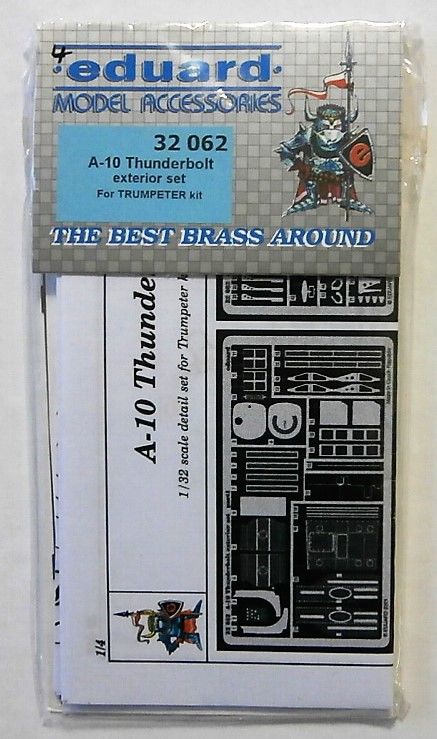 4
eduard
MODEL ACCESSORIES
32 062
A-10 Thunderbolt
exterior set
For TRUMPETER kit
e
THE BEST BRASS AROUND
A-10 Thunde
1/32 scale detail set for Trumpeter k
1/4